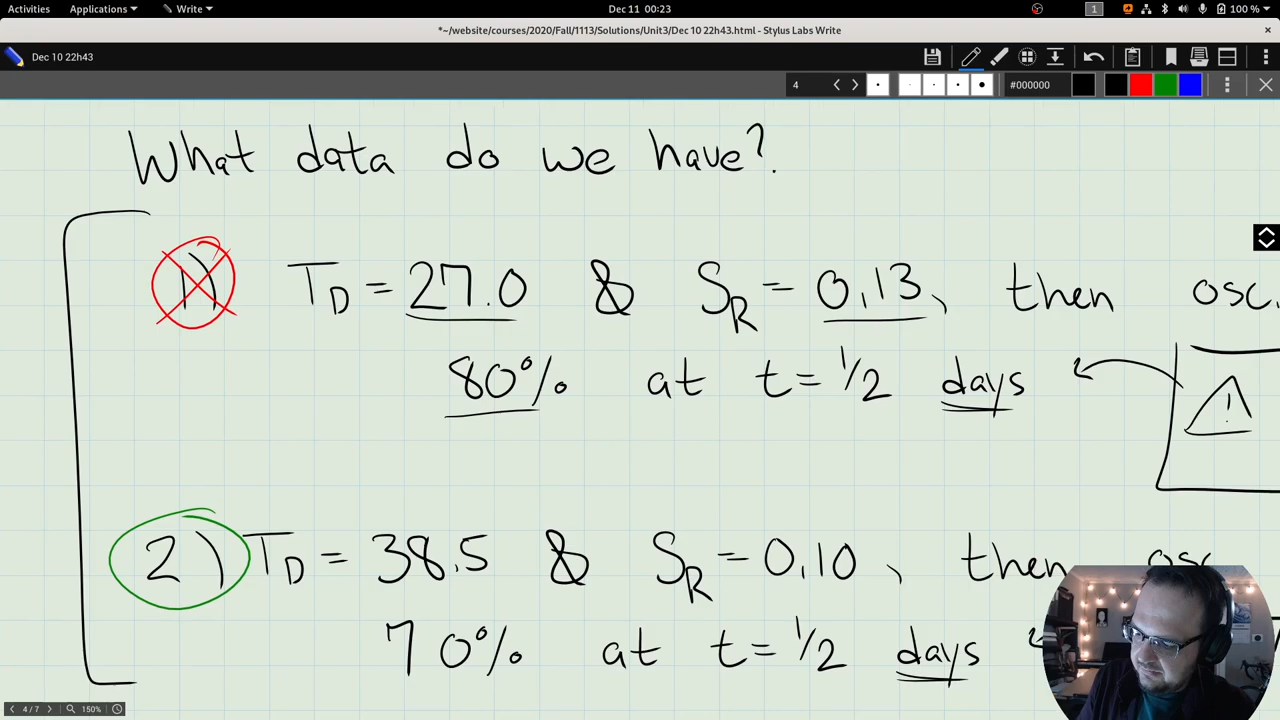 Activities Applications Write Dec 11 00:23 1 100 %
*~/website/courses/2020/Fall/1113/Solutions/Unit3/Dec 10 22h43.html - Stylus Labs Write ×
Dec 10 22h43
4 #000000
What data do we have?
1) T_D = 27.0 & S_R = 0.13, then osc.
80% at t = 1/2 days
!
2) T_D = 38.5 & S_R = 0.10, then osc
70% at t = 1/2 days
4/7 150%